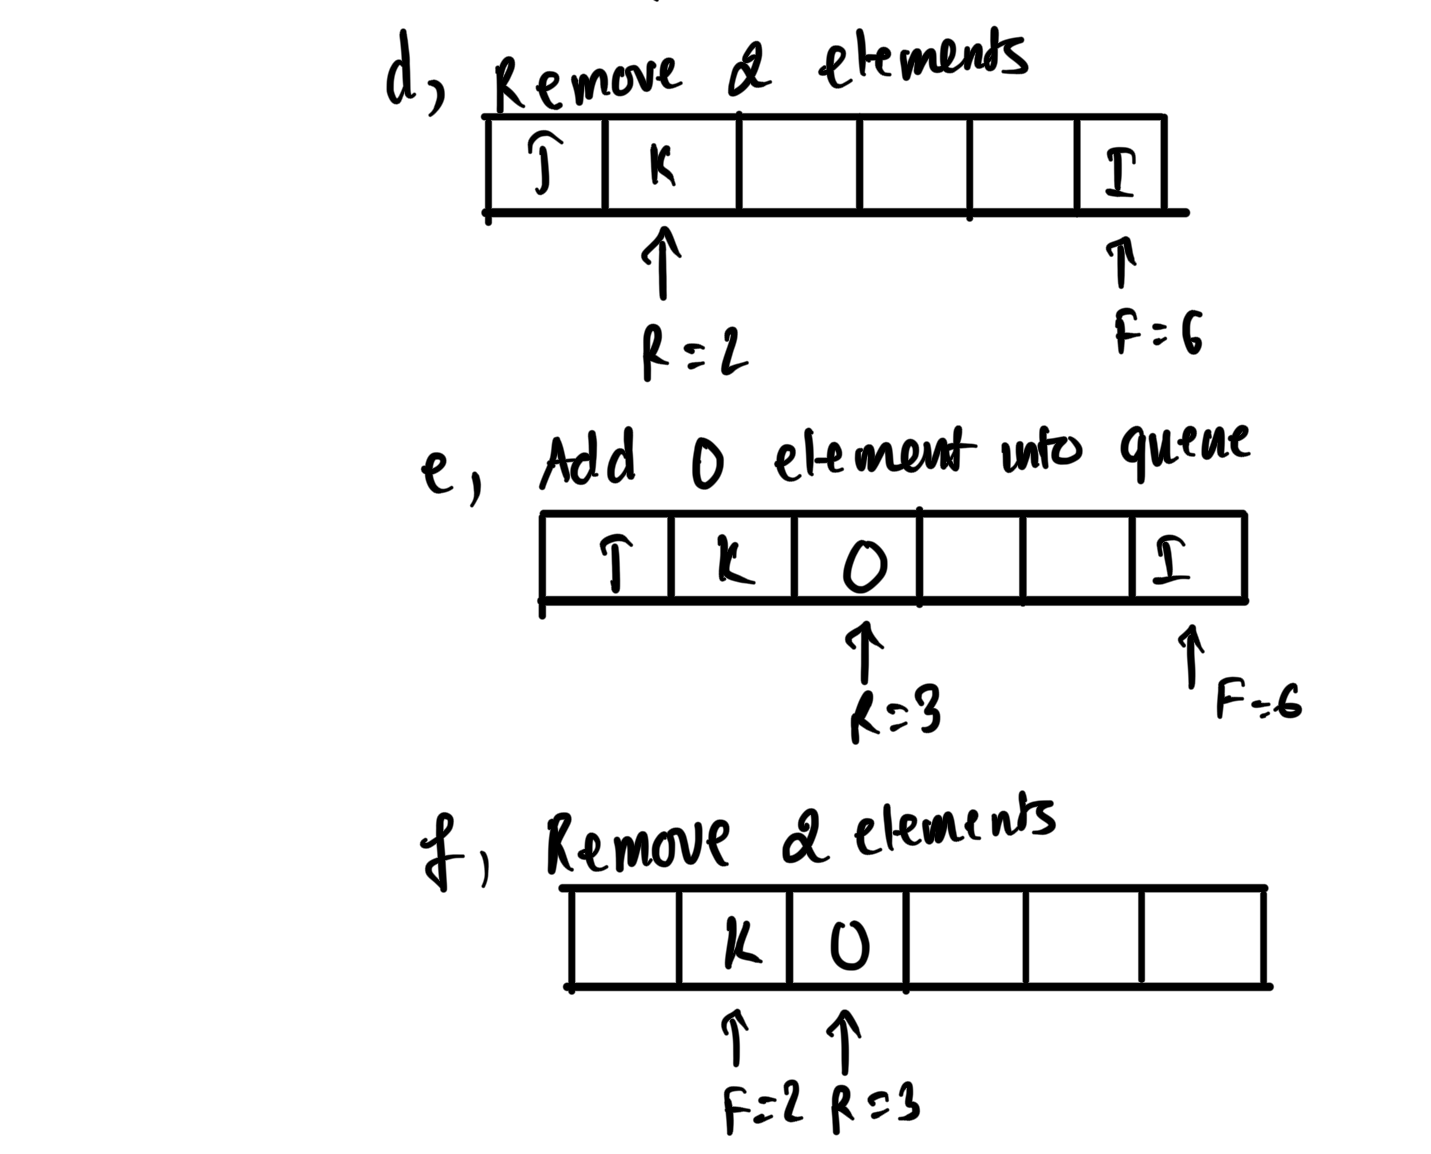 d, Remove 2 elements
J K I
R=2 F=6
e, Add O element into queue
J K O I
R=3 F=6
f, Remove 2 elements
K O
F=2 R=3